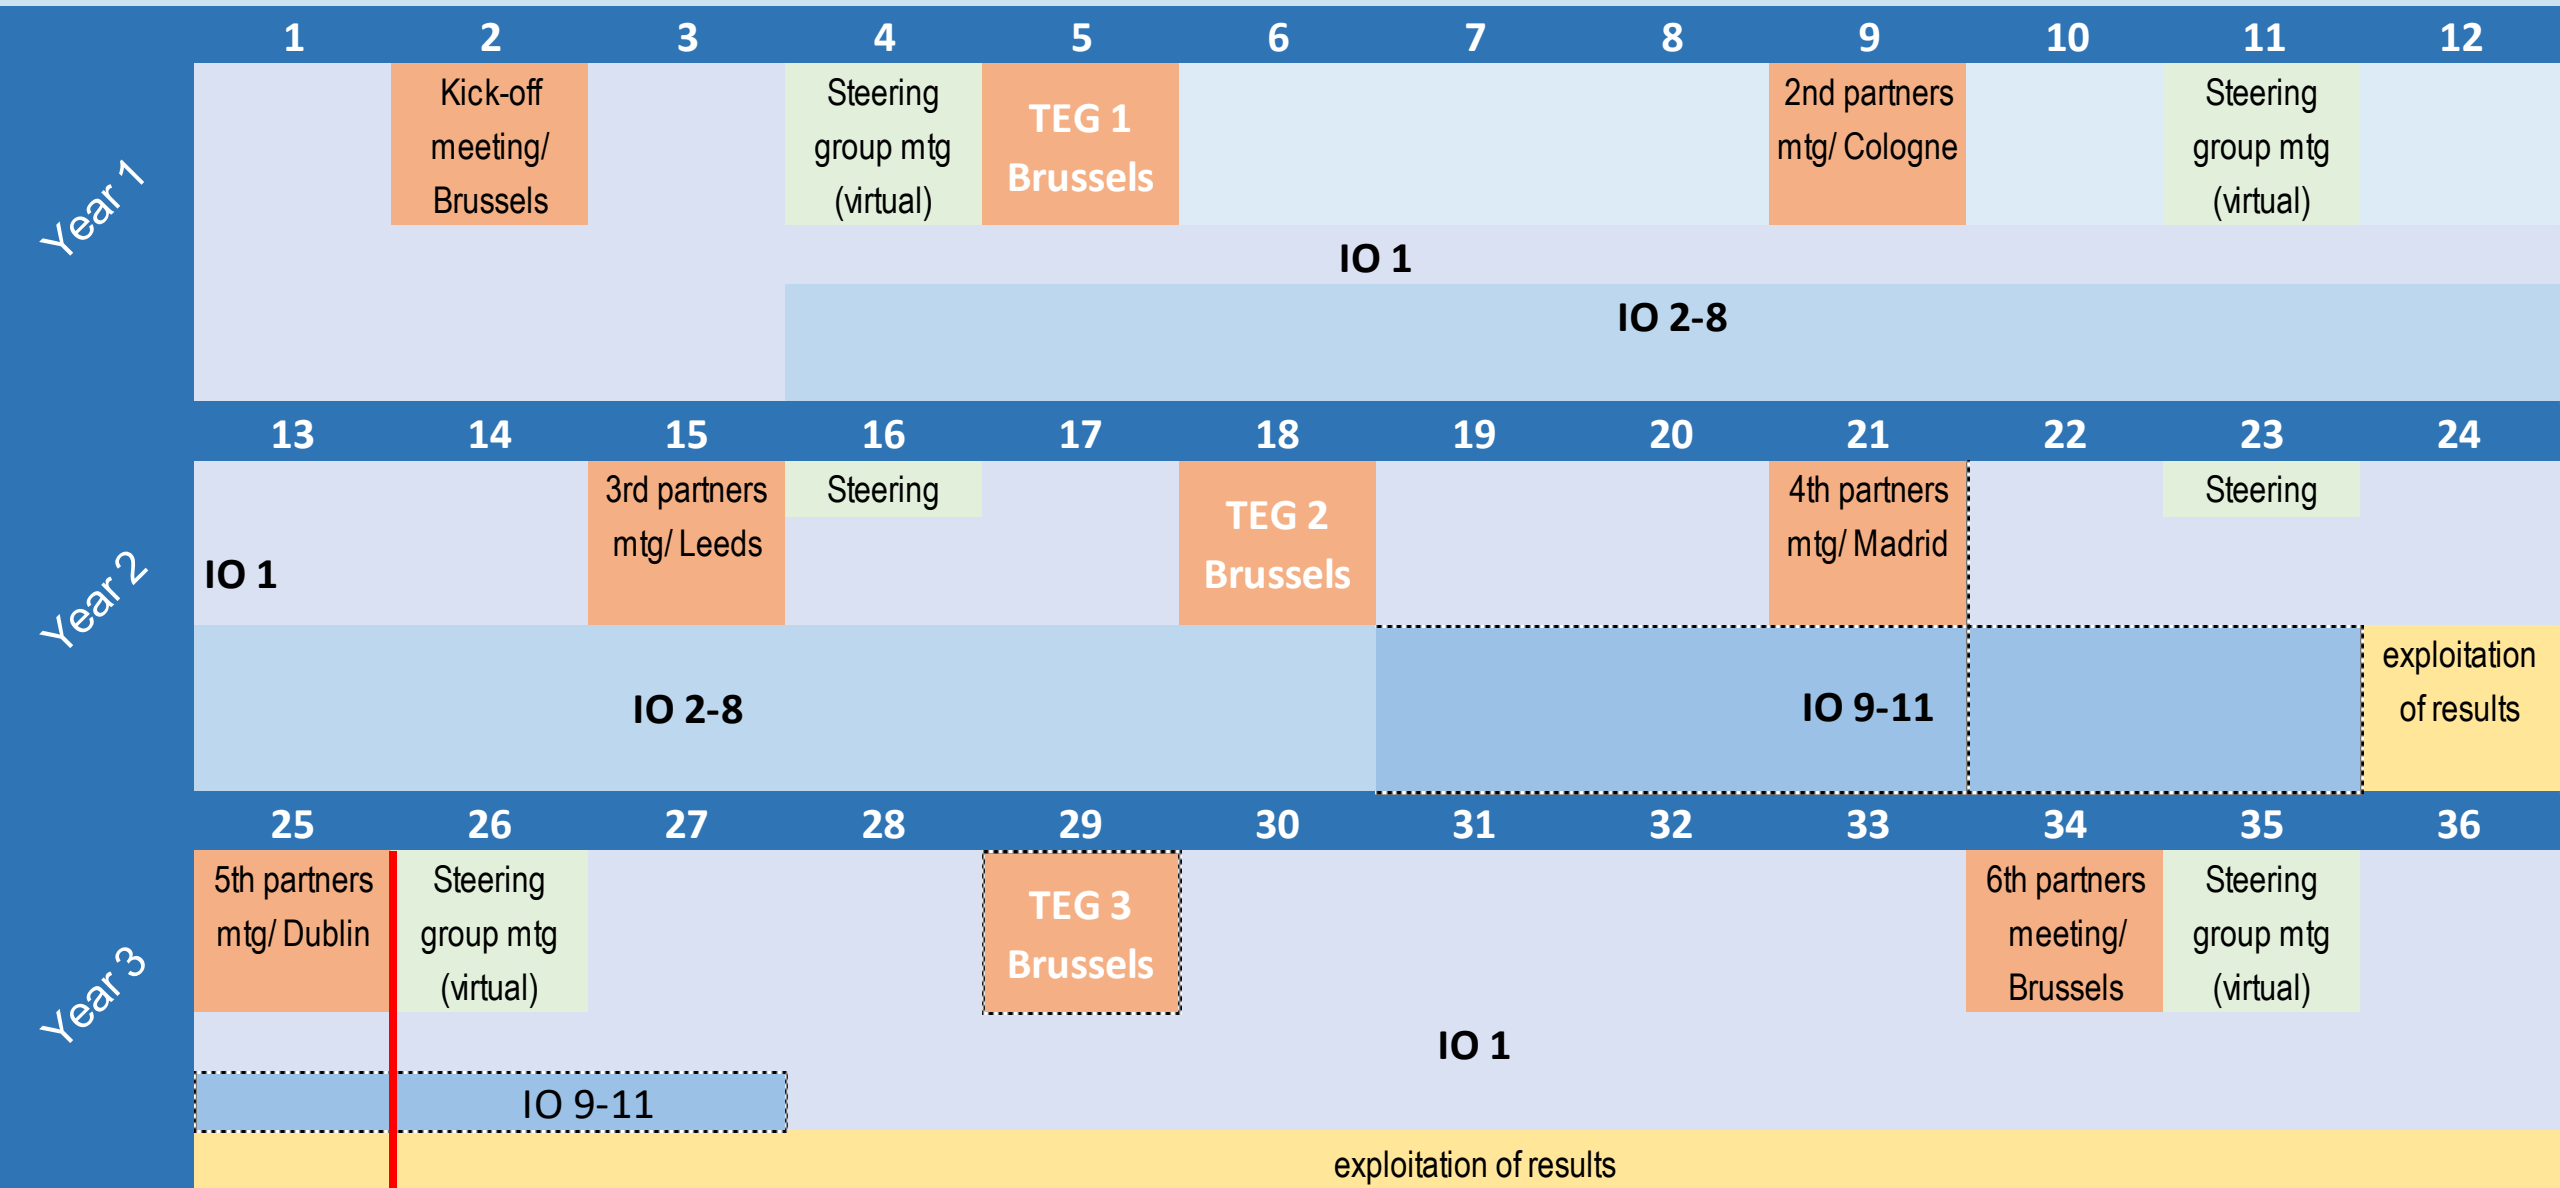 1 2 3 4 5 6 7 8 9 10 11 12
Year 1
Kick-off
meeting/
Brussels
Steering
group mtg
(virtual)
TEG 1
Brussels
2nd partners
mtg/ Cologne
Steering
group mtg
(virtual)
IO 1
IO 2-8
13 14 15 16 17 18 19 20 21 22 23 24
Year 2
IO 1
3rd partners
mtg/ Leeds
Steering
TEG 2
Brussels
4th partners
mtg/ Madrid
Steering
IO 2-8
IO 9-11
exploitation
of results
25 26 27 28 29 30 31 32 33 34 35 36
Year 3
5th partners
mtg/ Dublin
Steering
group mtg
(virtual)
TEG 3
Brussels
6th partners
meeting/
Brussels
Steering
group mtg
(virtual)
IO 1
IO 9-11
exploitation of results